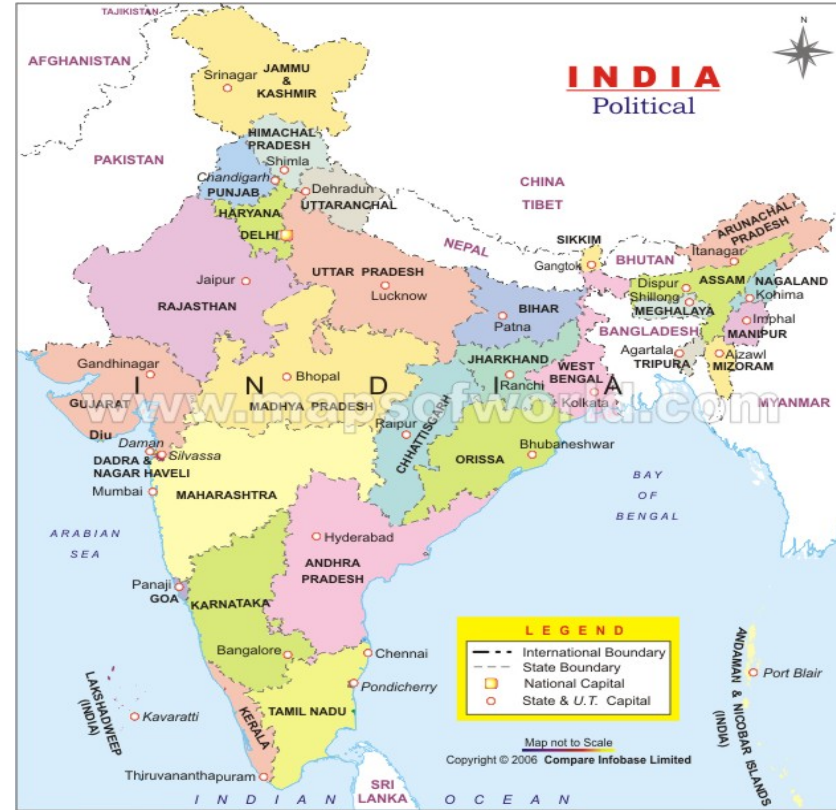 TAJIKISTAN
AFGHANISTAN
N
INDIA
Political
JAMMU
&
KASHMIR
Srinagar
PAKISTAN
HIMACHAL
PRADESH
Shimla
Chandigarh
PUNJAB
Dehradun
UTTARANCHAL
HARYANA
DELHI
CHINA
TIBET
NEPAL
SIKKIM
Gangtok
BHUTAN
ARUNACHAL
PRADESH
Itanagar
UTTAR PRADESH
Lucknow
Jaipur
RAJASTHAN
BIHAR
Patna
Dispur
ASSAM
NAGALAND
Shillong
Kohima
MEGHALAYA
Imphal
MANIPUR
BANGLADESH
Agartala
TRIPURA
Aizawl
MIZORAM
MYANMAR
JHARKHAND
Ranchi
WEST
BENGAL
Kolkata
Gandhinagar
GUJARAT
Bhopal
MADHYA PRADESH
I N D I A
www.mapsofworld.com
Raipur
CHHATTISGARH
Diu
Daman
Silvassa
DADRA &
NAGAR HAVELI
Mumbai
MAHARASHTRA
ORISSA
Bhubaneshwar
BAY
OF
BENGAL
ARABIAN
SEA
Hyderabad
ANDHRA
PRADESH
Panaji
GOA
KARNATAKA
Bangalore
Chennai
Pondicherry
TAMIL NADU
KERALA
Thiruvananthapuram
LAKSHADWEEP
(INDIA)
Kavaratti
LEGEND
International Boundary
State Boundary
National Capital
State & U.T. Capital
Map not to Scale
Copyright © 2006 Compare Infobase Limited
ANDAMAN & NICOBAR ISLANDS
(INDIA)
Port Blair
SRI
LANKA
INDIAN OCEAN